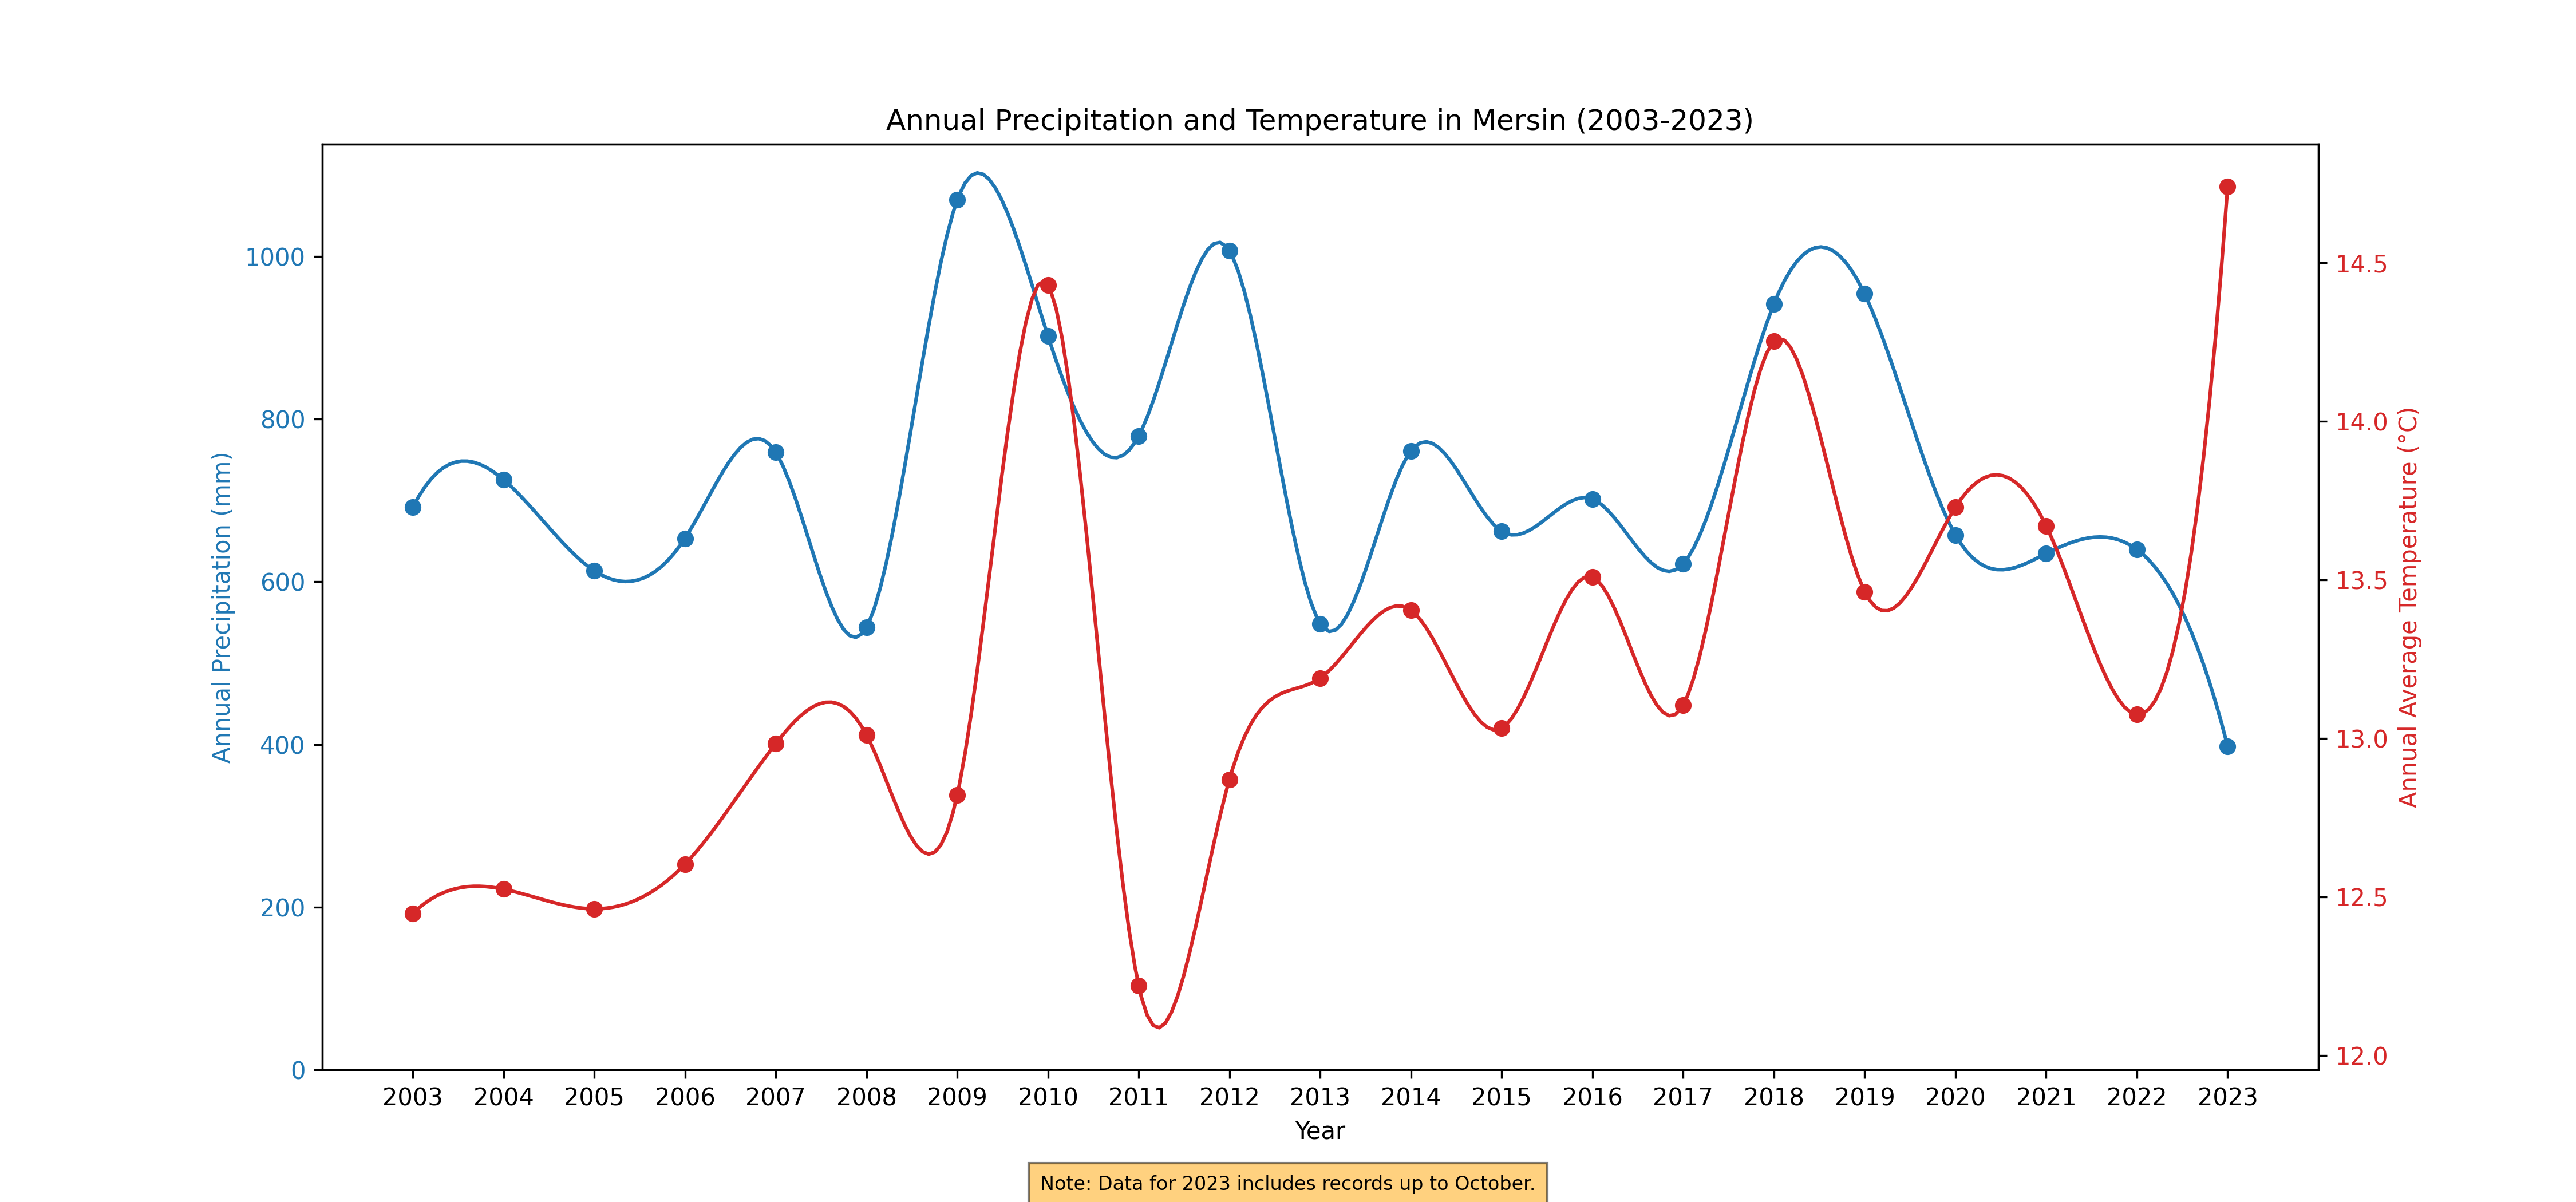 Annual Precipitation and Temperature in Mersin (2003-2023)
Annual Precipitation (mm)
1000
800
600
400
200
0
14.5
14.0
13.5
13.0
12.5
12.0
Annual Average Temperature (°C)
2003 2004 2005 2006 2007 2008 2009 2010 2011 2012 2013 2014 2015 2016 2017 2018 2019 2020 2021 2022 2023
Year
Note: Data for 2023 includes records up to October.